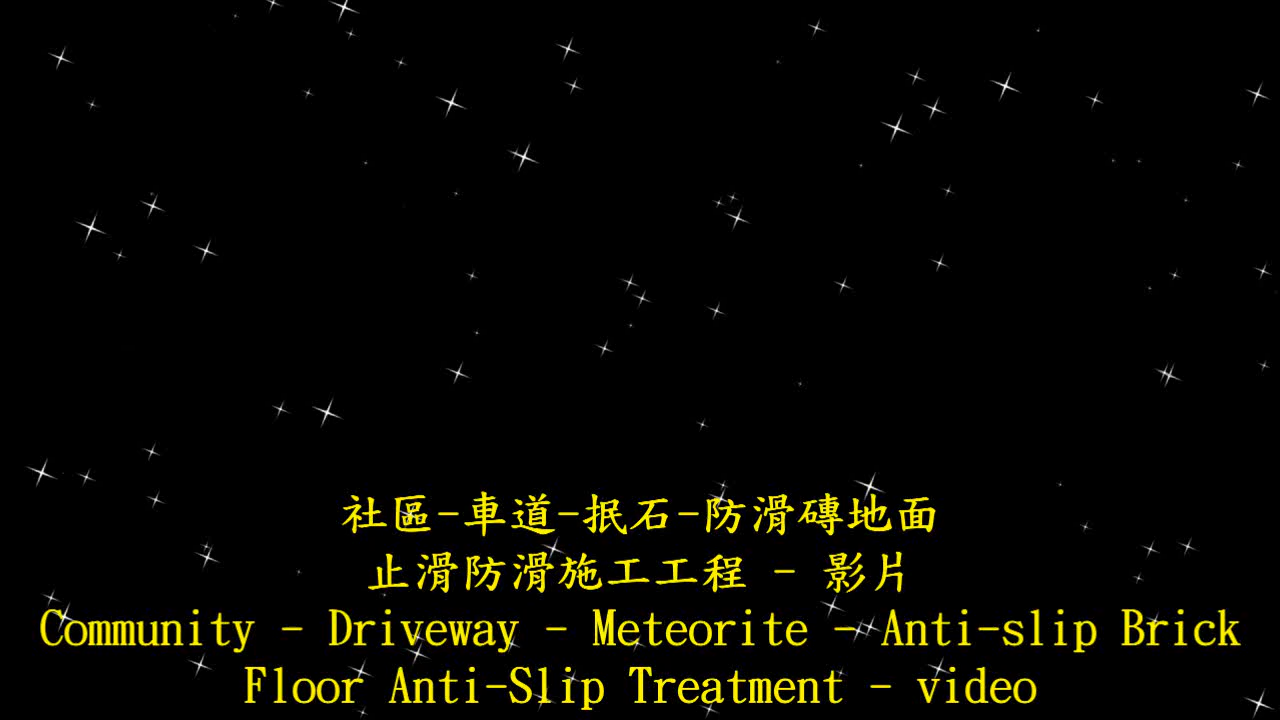 社區-車道-抿石-防滑磚地面
止滑防滑施工工程 - 影片
Community - Driveway - Meteorite - Anti-slip Brick
Floor Anti-Slip Treatment - video